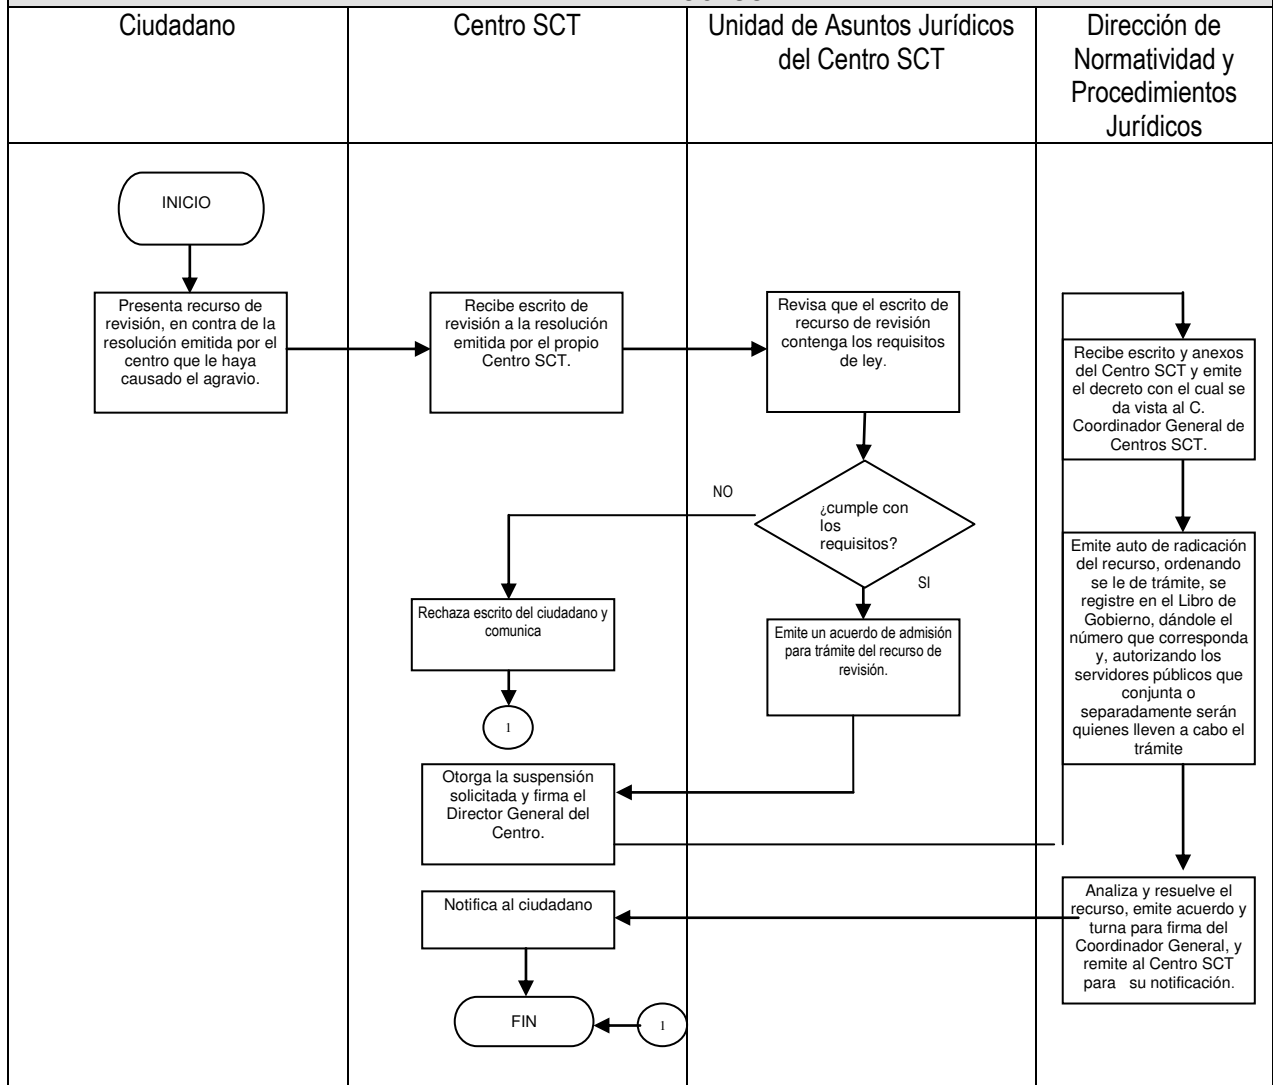 Ciudadano
Centro SCT
Unidad de Asuntos Jurídicos
del Centro SCT
Dirección de
Normatividad y
Procedimientos
Jurídicos
INICIO
Presenta recurso de
revisión, en contra de la
resolución emitida por el
centro que le haya
causado el agravio.
Recibe escrito de
revisión a la resolución
emitida por el propio
Centro SCT.
Revisa que el escrito de
recurso de revisión
contenga los requisitos
de ley.
Recibe escrito y anexos
del Centro SCT y emite
el decreto con el cual se
da vista al C.
Coordinador General de
Centros SCT.
NO
¿cumple con
los
requisitos?
SI
Emite auto de radicación
del recurso, ordenando
se le de trámite, se
registre en el Libro de
Gobierno, dándole el
número que corresponda
y, autorizando los
servidores públicos que
conjunta o
separadamente serán
quienes lleven a cabo el
trámite
Rechaza escrito del ciudadano y
comunica
Emite un acuerdo de admisión
para trámite del recurso de
revisión.
1
Otorga la suspensión
solicitada y firma el
Director General del
Centro.
Notifica al ciudadano
Analiza y resuelve el
recurso, emite acuerdo y
turna para firma del
Coordinador General, y
remite al Centro SCT
para su notificación.
FIN
1